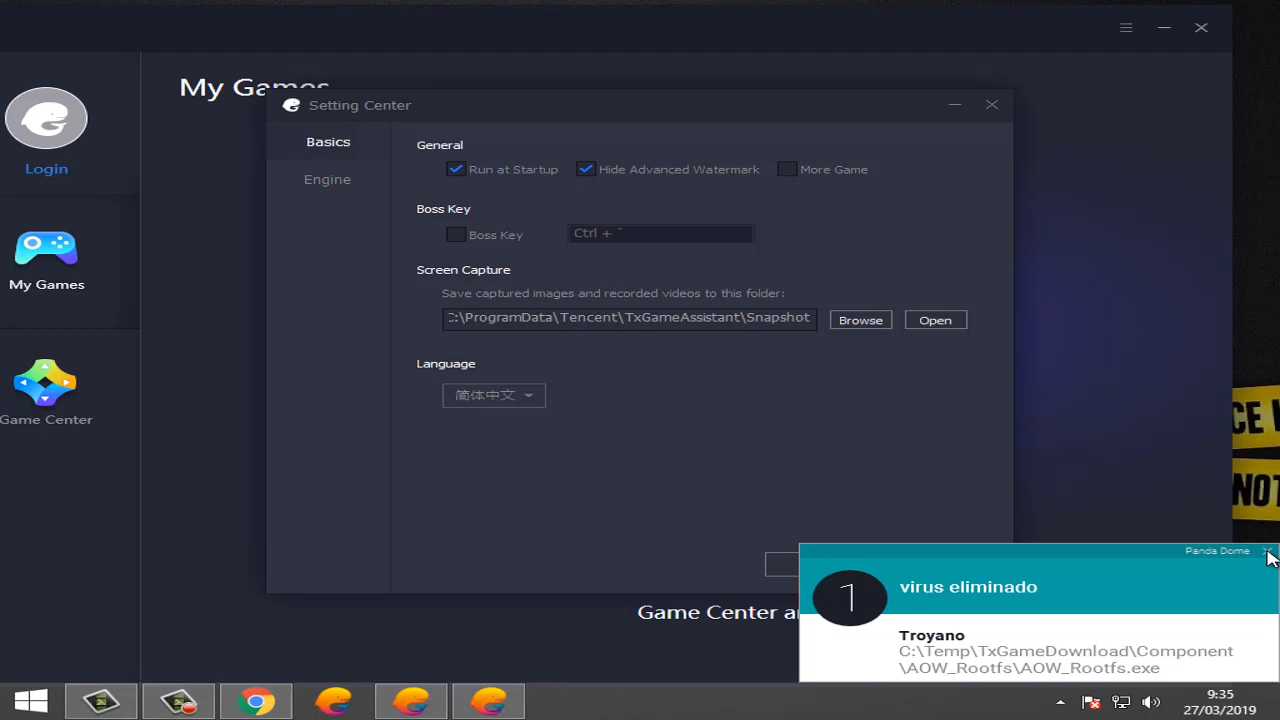 My Games
Setting Center
Login
Basics
Engine
General
Run at Startup
Hide Advanced Watermark
More Game
Boss Key
Boss Key
Ctrl + `
Screen Capture
Save captured images and recorded videos to this folder:
C:\ProgramData\Tencent\TxGameAssistant\Snapshot
Browse
Open
My Games
Language
简体中文
Game Center
CE
NOT
Game Center
Panda Dome
1
virus eliminado
Troyano
C:\Temp\TxGameDownload\Component
\AOW_Rootfs\AOW_Rootfs.exe
9:35
27/03/2019